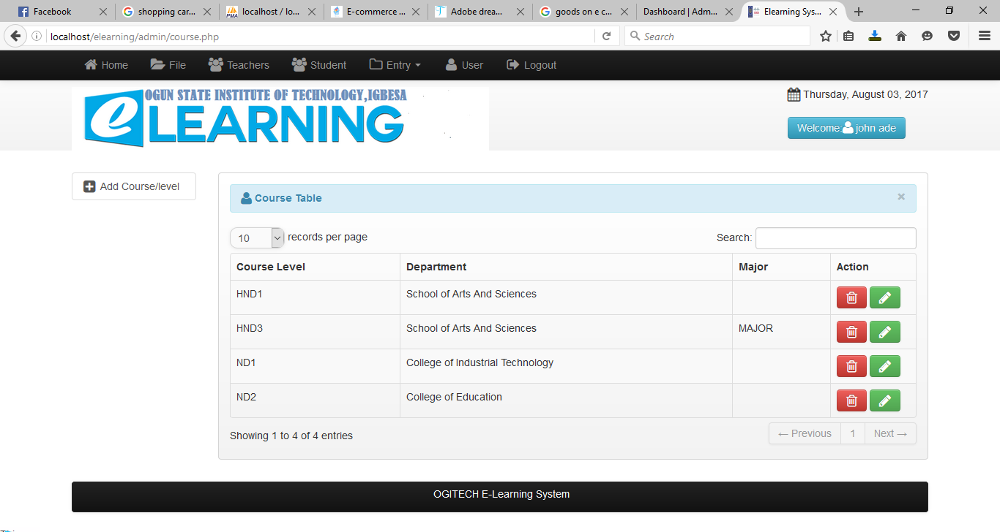 Facebook shopping car... localhost / lo... E-commerce ... Adobe drea... goods on e c... Dashboard | Adm... Elearning Sys...
localhost/elearning/admin/course.php Search
Home File Teachers Student Entry User Logout
OGUN STATE INSTITUTE OF TECHNOLOGY,IGBESA
eLEARNING
Thursday, August 03, 2017
Welcome john ade
Add Course/level
Course Table ×
10 records per page Search:
Course Level Department Major Action
HND1 School of Arts And Sciences
HND3 School of Arts And Sciences MAJOR
ND1 College of Industrial Technology
ND2 College of Education
Showing 1 to 4 of 4 entries
← Previous 1 Next →
OGITECH E-Learning System